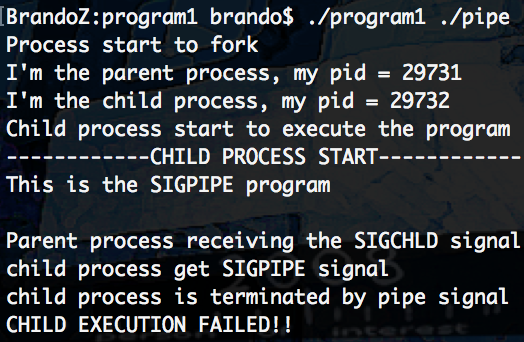 BrandoZ:program1 brando$ ./program1 ./pipe
Process start to fork
I'm the parent process, my pid = 29731
I'm the child process, my pid = 29732
Child process start to execute the program
------------CHILD PROCESS START------------
This is the SIGPIPE program
Parent process receiving the SIGCHLD signal
child process get SIGPIPE signal
child process is terminated by pipe signal
CHILD EXECUTION FAILED!!